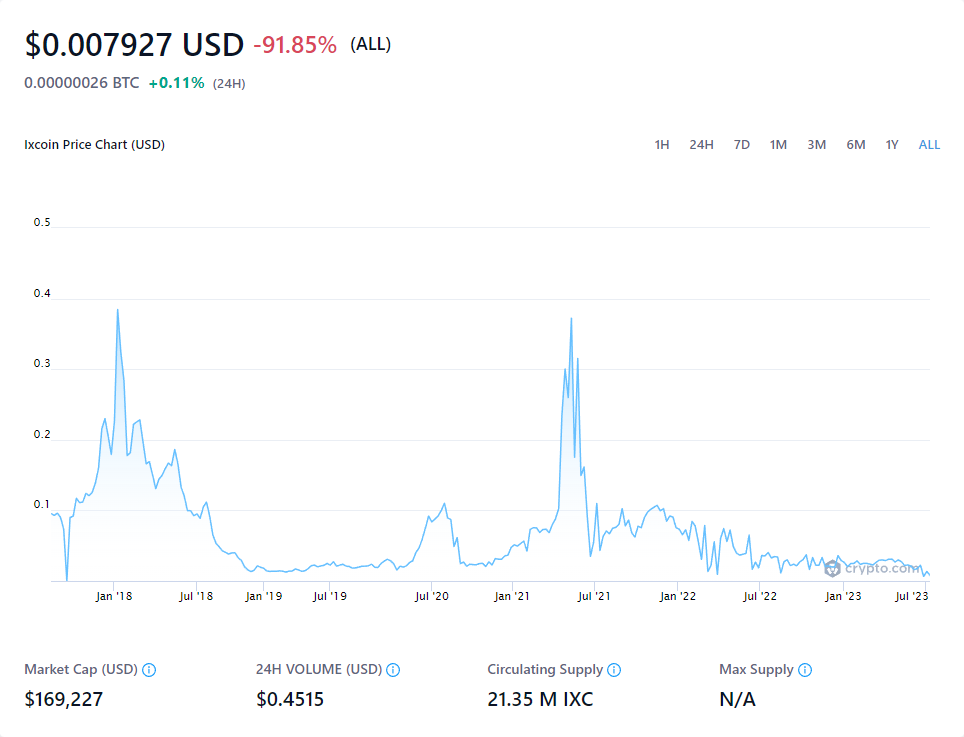 $0.007927 USD -91.85% (ALL)
0.00000026 BTC +0.11% (24H)
Ixcoin Price Chart (USD) 1H 24H 7D 1M 3M 6M 1Y ALL
0.5
0.4
0.3
0.2
0.1
crypto.com
Jan '18 Jul '18 Jan '19 Jul '19 Jul '20 Jan '21 Jul '21 Jan '22 Jul '22 Jan '23 Jul '23
Market Cap (USD) 24H VOLUME (USD) Circulating Supply Max Supply
$169,227 $0.4515 21.35 M IXC N/A